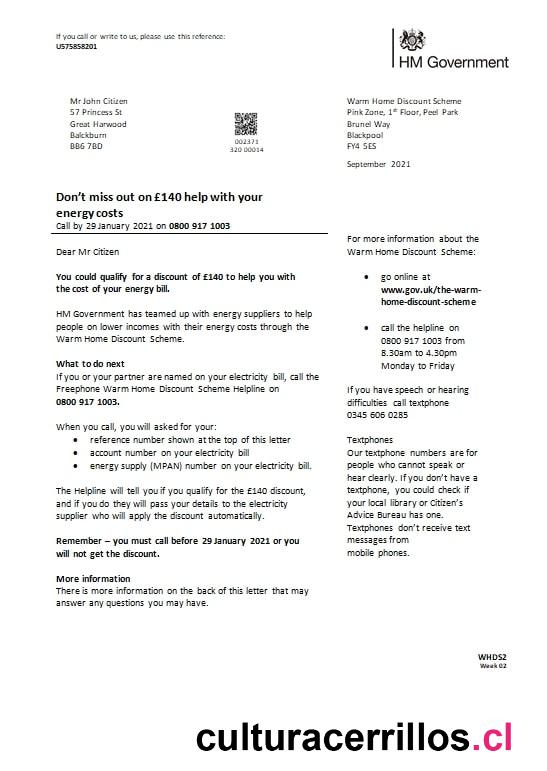 If you call or write to us, please use this reference:
U575858201
HM Government
Mr John Citizen
57 Princess St
Great Harwood
Balckburn
BB6 7BD
002371
320 00014
Warm Home Discount Scheme
Pink Zone, 1st Floor, Peel Park
Brunel Way
Blackpool
FY4 5ES
September 2021
Don't miss out on £140 help with your
energy costs
Call by 29 January 2021 on 0800 917 1003
Dear Mr Citizen
You could qualify for a discount of £140 to help you with
the cost of your energy bill.
HM Government has teamed up with energy suppliers to help
people on lower incomes with their energy costs through the
Warm Home Discount Scheme.
What to do next
If you or your partner are named on your electricity bill, call the
Freephone Warm Home Discount Scheme Helpline on
0800 917 1003.
When you call, you will asked for your:
• reference number shown at the top of this letter
• account number on your electricity bill
• energy supply (MPAN) number on your electricity bill.
The Helpline will tell you if you qualify for the £140 discount,
and if you do they will pass your details to the electricity
supplier who will apply the discount automatically.
Remember – you must call before 29 January 2021 or you
will not get the discount.
More information
There is more information on the back of this letter that may
answer any questions you may have.
For more information about the
Warm Home Discount Scheme:
• go online at
www.gov.uk/the-warm-
home-discount-scheme
• call the helpline on
0800 917 1003 from
8.30am to 4.30pm
Monday to Friday
If you have speech or hearing
difficulties call textphone
0345 606 0285
Textphones
Our textphone numbers are for
people who cannot speak or
hear clearly. If you don't have a
textphone, you could check if
your local library or Citizen's
Advice Bureau has one.
Textphones don't receive text
messages from
mobile phones.
WHDS2
Week 02
culturacerrillos.cl